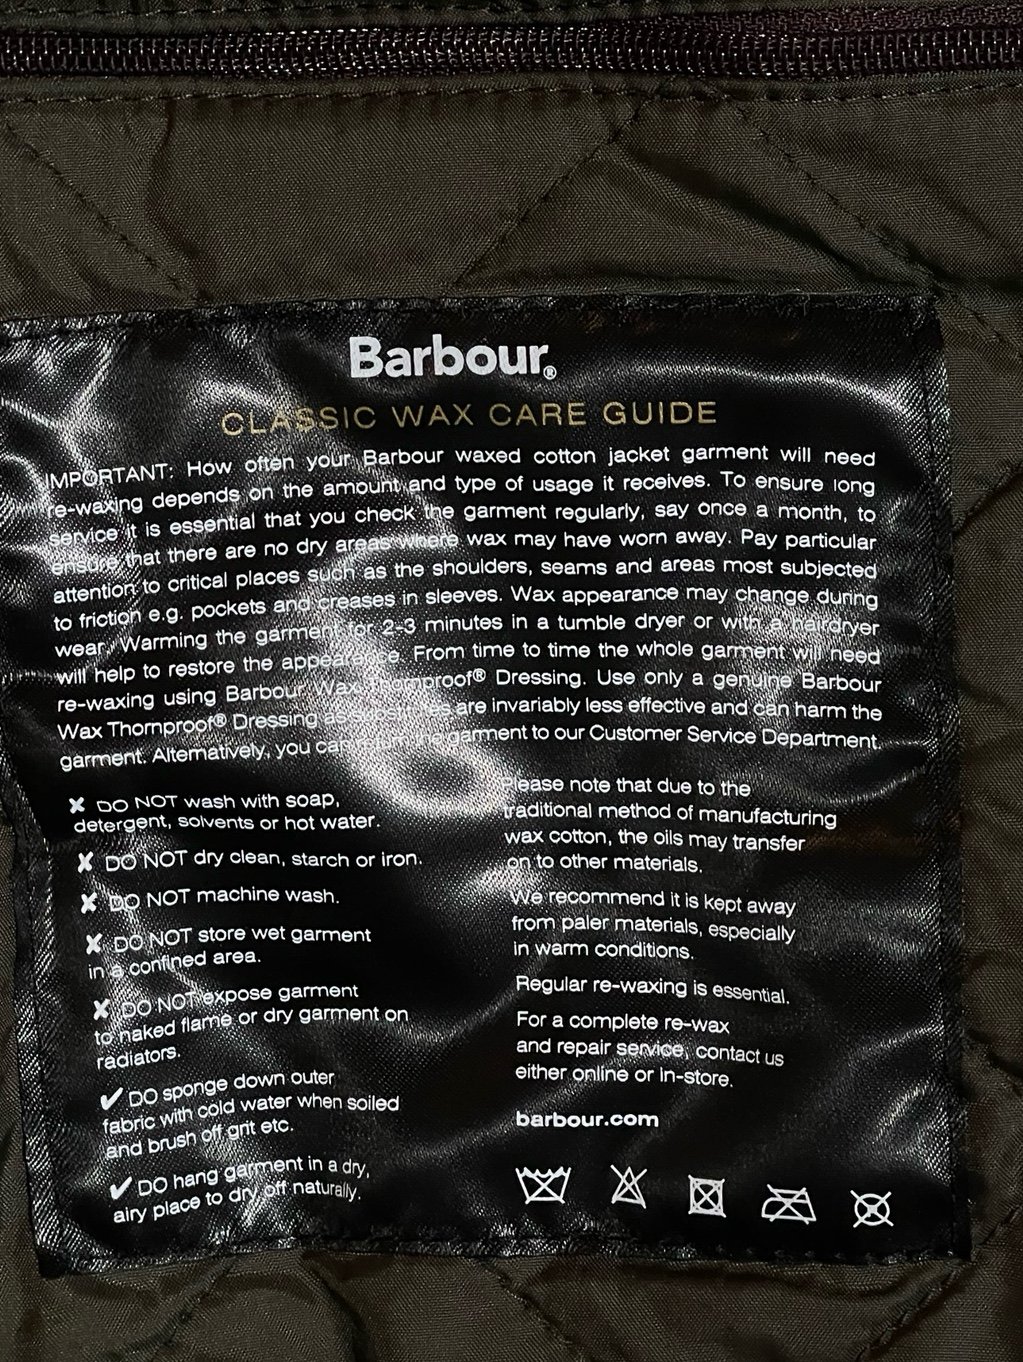 Barbour®
CLASSIC WAX CARE GUIDE
IMPORTANT: How often your Barbour waxed cotton jacket garment will need
re-waxing depends on the amount and type of usage it receives. To ensure long
service it is essential that you check the garment regularly, say once a month, to
ensure that there are no dry areas where wax may have worn away. Pay particular
attention to critical places such as the shoulders, seams and areas most subjected
to friction e.g. pockets and creases in sleeves. Wax appearance may change during
wear. Warming the garment for 2-3 minutes in a tumble dryer or with a hairdryer
will help to restore the appearance. From time to time the whole garment will need
re-waxing using Barbour Wax Thornproof® Dressing. Use only a genuine Barbour
Wax Thornproof® Dressing as are invariably less effective and can harm the
garment. Alternatively, you can the garment to our Customer Service Department.
✘ DO NOT wash with soap,
detergent, solvents or hot water.
✘ DO NOT dry clean, starch or iron.
✘ DO NOT machine wash.
✘ DO NOT store wet garment
in a confined area.
✘ DO NOT expose garment
to naked flame or dry garment on
radiators.
✔ DO sponge down outer
fabric with cold water when soiled
and brush off grit etc.
✔ DO hang garment in a dry,
airy place to dry off naturally.
Please note that due to the
traditional method of manufacturing
wax cotton, the oils may transfer
on to other materials.
We recommend it is kept away
from paler materials, especially
in warm conditions.
Regular re-waxing is essential.
For a complete re-wax
and repair service, contact us
either online or in-store.
barbour.com